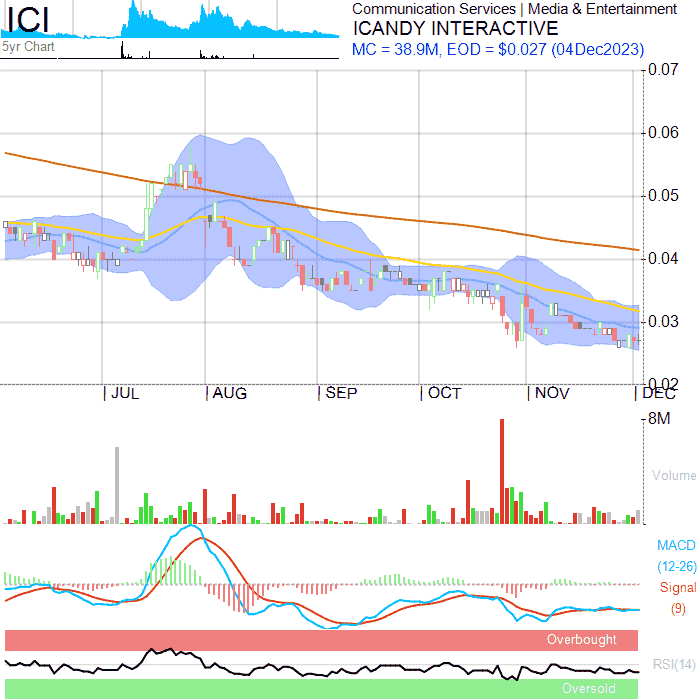 ICI
5yr Chart
Communication Services | Media & Entertainment
ICANDY INTERACTIVE
MC = 38.9M, EOD = $0.027 (04Dec2023)
0.07
0.06
0.05
0.04
0.03
0.02
JUL AUG SEP OCT NOV DEC
8M
Volume
MACD
(12-26)
Signal
(9)
Overbought
RSI(14)
Oversold